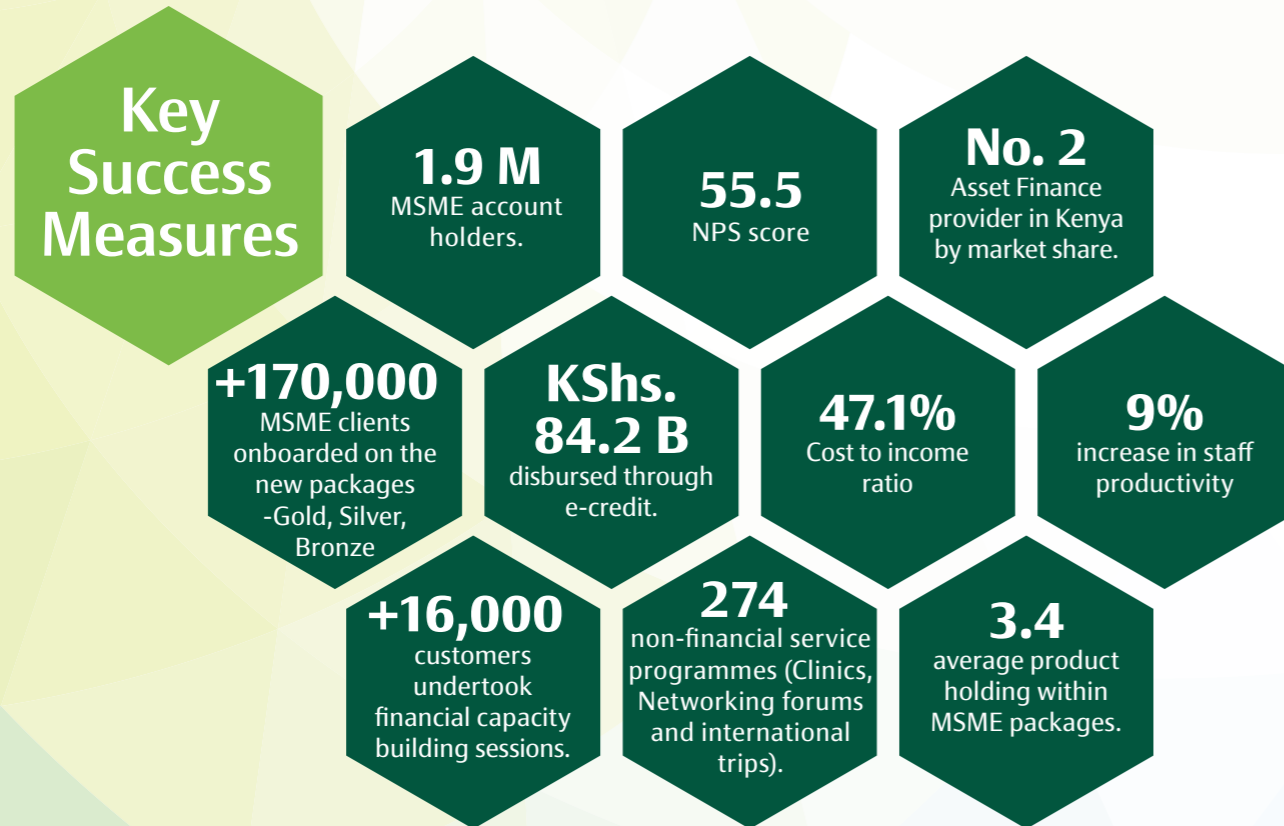 Key
Success
Measures
1.9 M
MSME account
holders.
55.5
NPS score
No. 2
Asset Finance
provider in Kenya
by market share.
+170,000
MSME clients
onboarded on the
new packages
-Gold, Silver,
Bronze
KShs.
84.2 B
disbursed through
e-credit.
47.1%
Cost to income
ratio
9%
increase in staff
productivity
+16,000
customers
undertook
financial capacity
building sessions.
274
non-financial service
programmes (Clinics,
Networking forums
and international
trips).
3.4
average product
holding within
MSME packages.